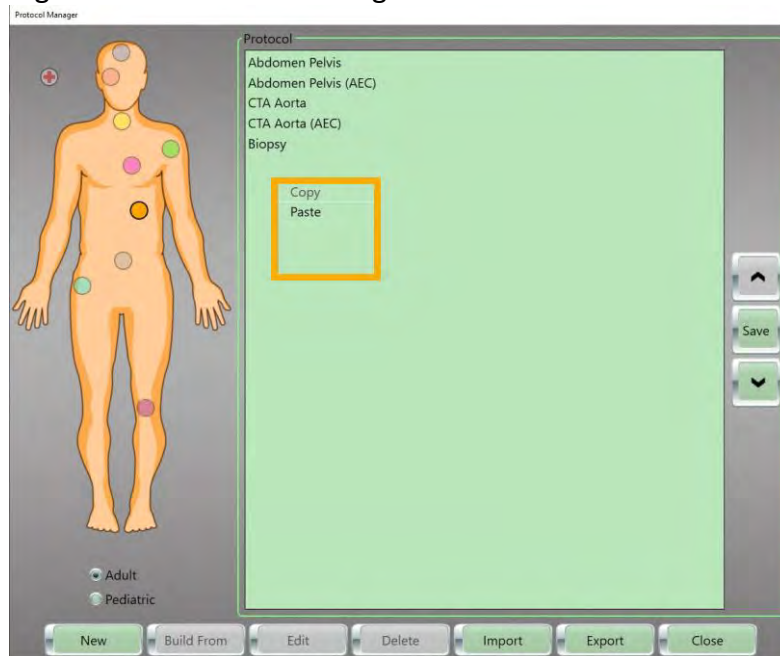 Protocol Manager
Protocol
Abdomen Pelvis
Abdomen Pelvis (AEC)
CTA Aorta
CTA Aorta (AEC)
Biopsy
Copy
Paste
Save
Adult
Pediatric
New
Build From
Edit
Delete
Import
Export
Close